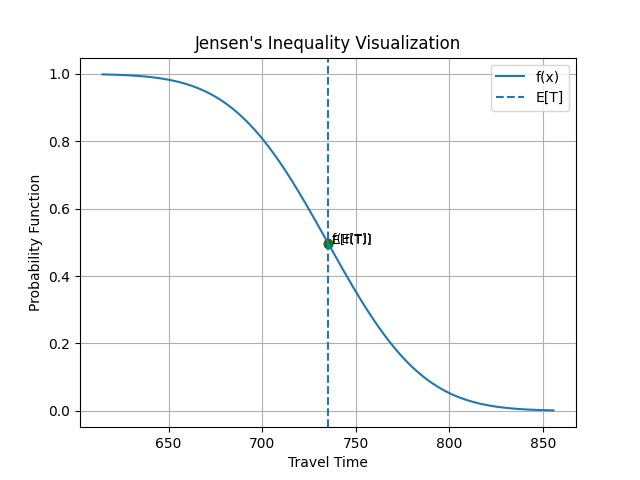 Jensen's Inequality Visualization
f(x)
E[T]
1.0
0.8
0.6
0.4
0.2
0.0
Probability Function
f(E[T])
E[f(T)]
650
700
750
800
850
Travel Time